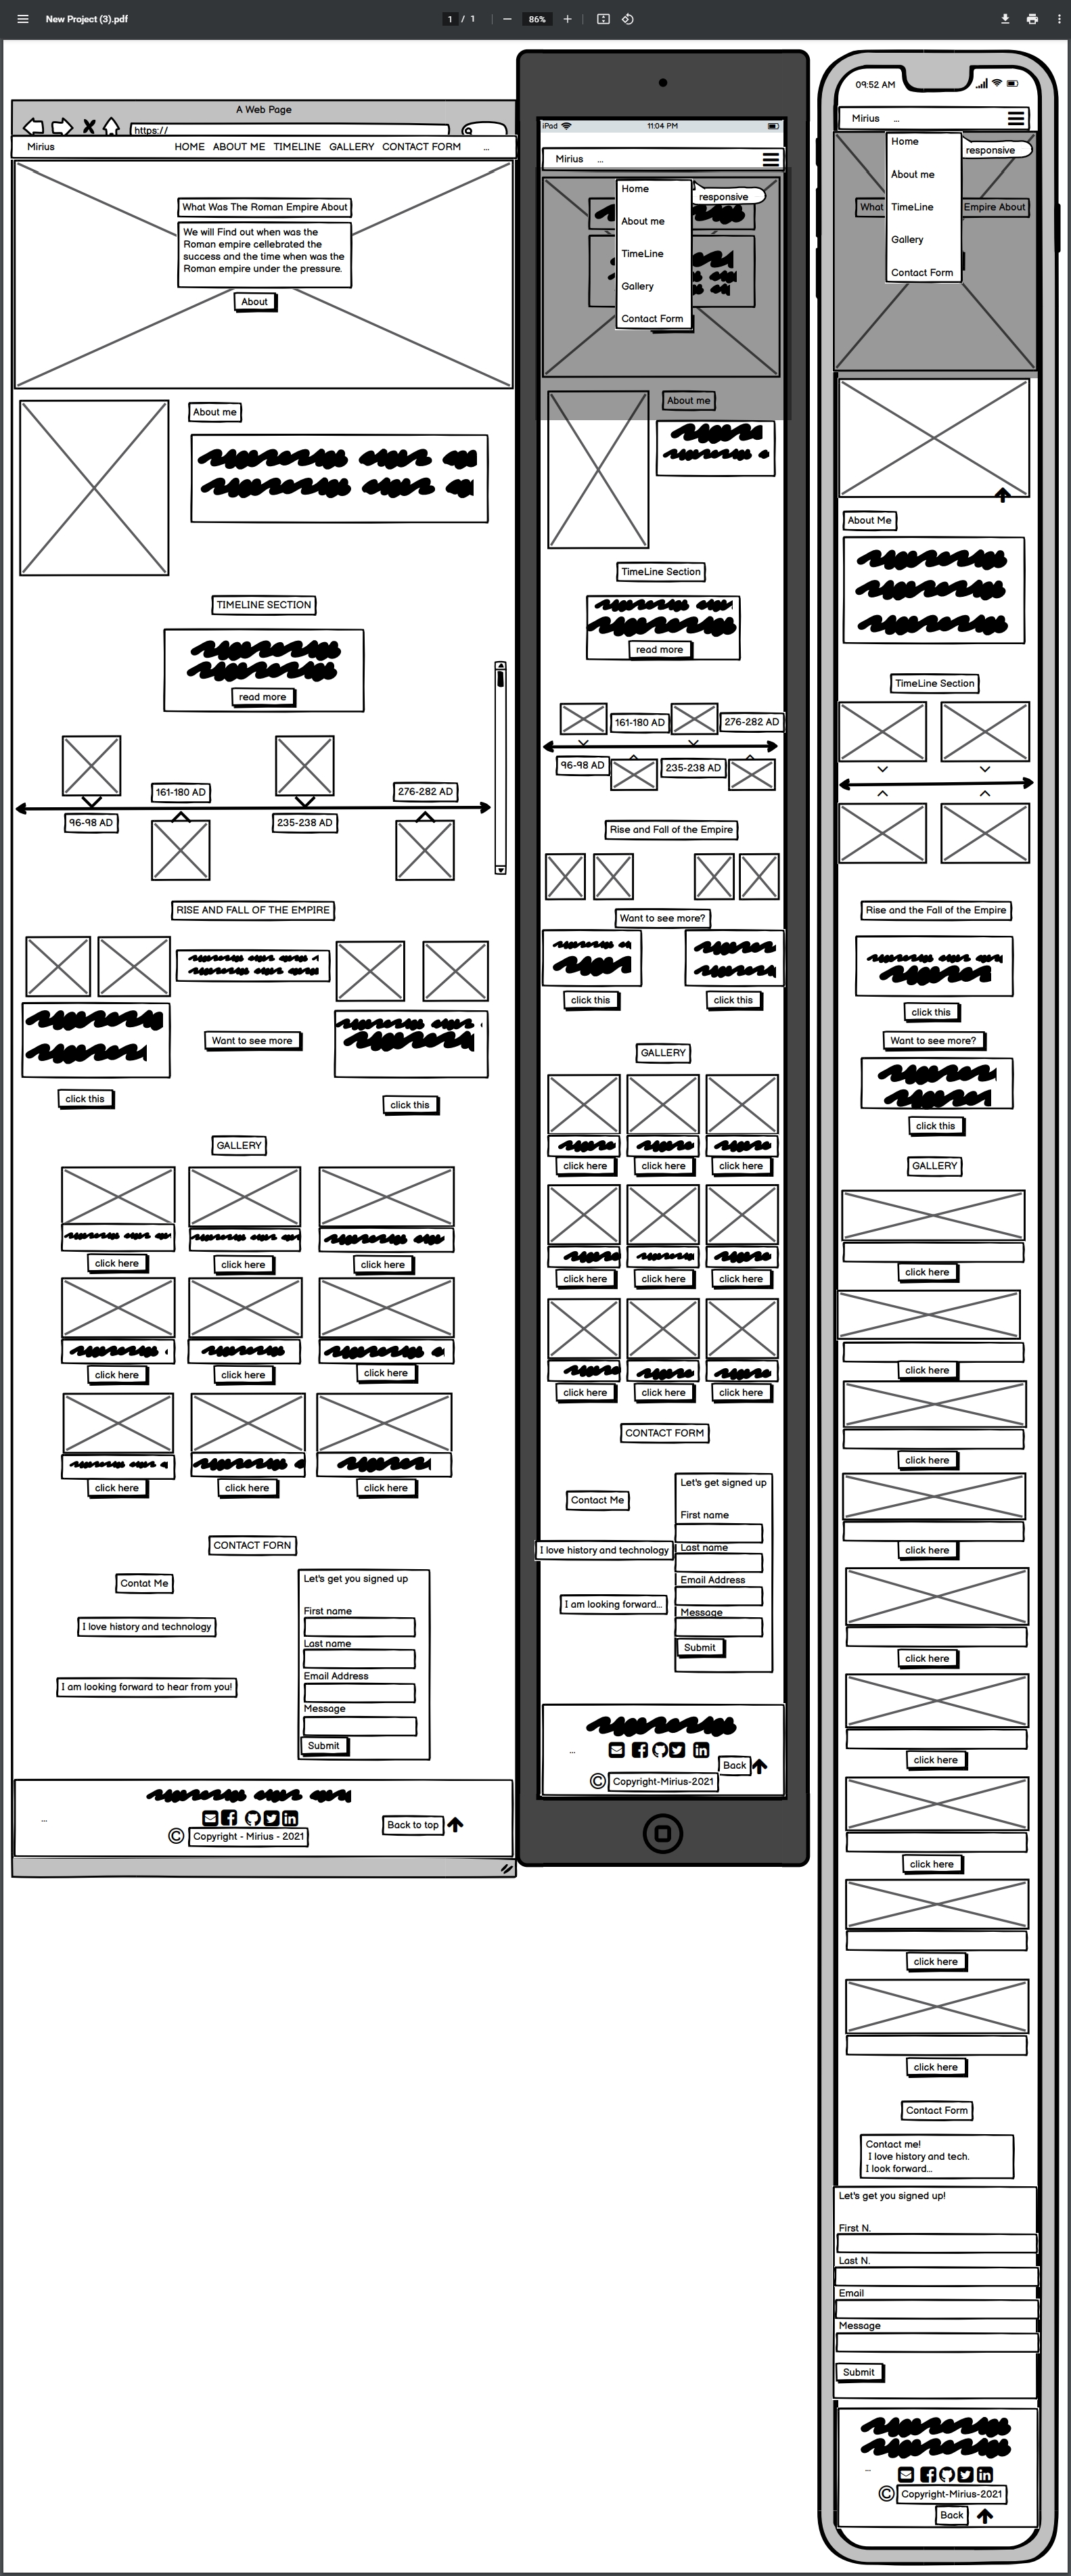 New Project (3).pdf
1 / 1
86%
A Web Page
https://
Mirius
HOME ABOUT ME TIMELINE GALLERY CONTACT FORM ...
What Was The Roman Empire About
We will Find out when was the
Roman empire cellebrated the
success and the time when was the
Roman empire under the pressure.
About
About me
TIMELINE SECTION
read more
161-180 AD
276-282 AD
96-98 AD
235-238 AD
RISE AND FALL OF THE EMPIRE
Want to see more
click this
click this
GALLERY
click here
click here
click here
click here
click here
click here
click here
click here
click here
CONTACT FORN
Contat Me
I love history and technology
I am looking forward to hear from you!
Let's get you signed up
First name
Last name
Email Address
Message
Submit
...
© Copyright - Mirius - 2021
Back to top
iPad
11:04 PM
Mirius ...
Home
responsive
About me
TimeLine
Gallery
Contact Form
About me
TimeLine Section
read more
161-180 AD
276-282 AD
96-98 AD
235-238 AD
Rise and Fall of the Empire
Want to see more?
click this
click this
GALLERY
click here
click here
click here
click here
click here
click here
click here
click here
click here
CONTACT FORM
Contact Me
I love history and technology
I am looking forward...
Let's get signed up
First name
Last name
Email Address
Message
Submit
...
Back
© Copyright-Mirius-2021
09:52 AM
Mirius ...
Home
responsive
About me
What
TimeLine
Empire About
Gallery
Contact Form
About Me
TimeLine Section
Rise and the Fall of the Empire
click this
Want to see more?
click this
GALLERY
click here
click here
click here
click here
click here
click here
click here
click here
click here
Contact Form
Contact me!
I love history and tech.
I look forward...
Let's get you signed up!
First N.
Last N.
Email
Message
Submit
...
© Copyright-Mirius-2021
Back